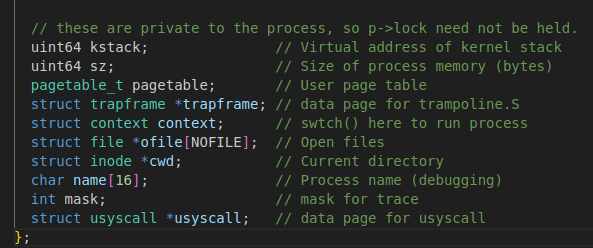 // these are private to the process, so p->lock need not be held.
uint64 kstack;                // Virtual address of kernel stack
uint64 sz;                    // Size of process memory (bytes)
pagetable_t pagetable;        // User page table
struct trapframe *trapframe;  // data page for trampoline.S
struct context context;       // swtch() here to run process
struct file *ofile[NOFILE];   // Open files
struct inode *cwd;            // Current directory
char name[16];                // Process name (debugging)
int mask;                     // mask for trace
struct usyscall *usyscall;    // data page for usyscall
};